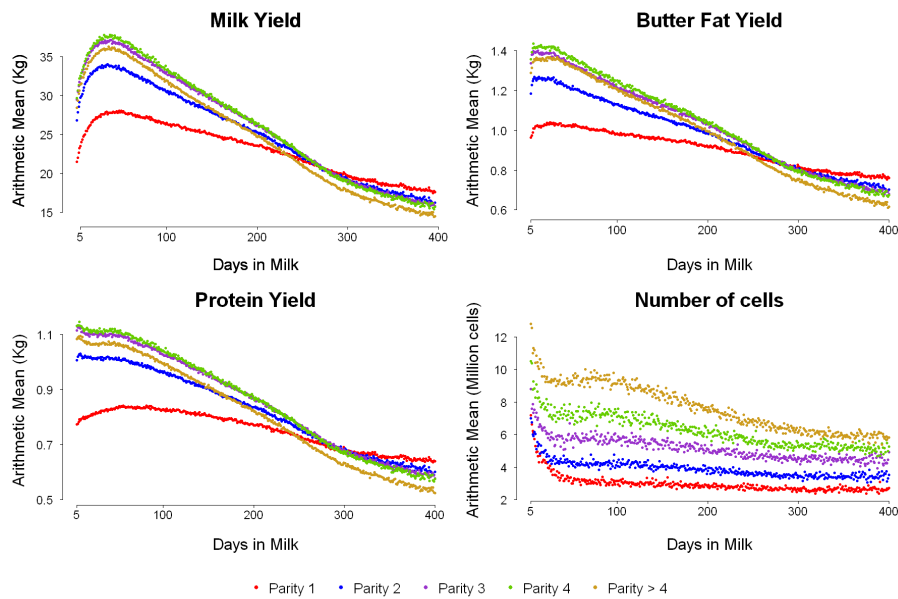 Milk Yield
Arithmetic Mean (Kg)
35
30
25
20
15
5 100 200 300 400
Days in Milk
Butter Fat Yield
Arithmetic Mean (Kg)
1.4
1.2
1.0
0.8
0.6
5 100 200 300 400
Days in Milk
Protein Yield
Arithmetic Mean (Kg)
1.1
0.9
0.7
0.5
5 100 200 300 400
Days in Milk
Number of cells
Arithmetic Mean (Million cells)
12
10
8
6
4
2
5 100 200 300 400
Days in Milk
Parity 1 Parity 2 Parity 3 Parity 4 Parity > 4